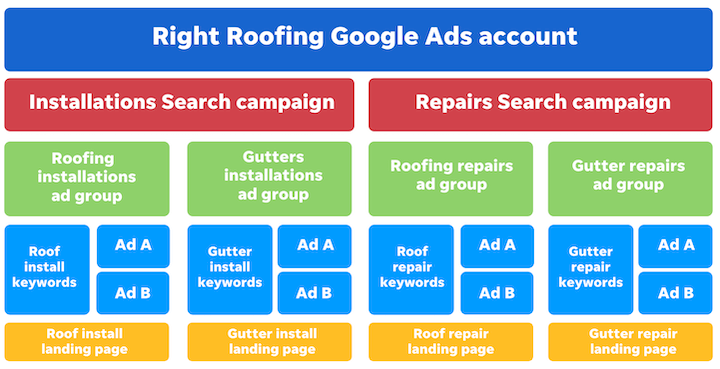 Right Roofing Google Ads account
Installations Search campaign
Repairs Search campaign
Roofing
installations
ad group
Gutters
installations
ad group
Roofing repairs
ad group
Gutter repairs
ad group
Roof
install
keywords
Ad A
Ad B
Gutter
install
keywords
Ad A
Ad B
Roof
repair
keywords
Ad A
Ad B
Gutter
repair
keywords
Ad A
Ad B
Roof install
landing page
Gutter install
landing page
Roof repair
landing page
Gutter repair
landing page